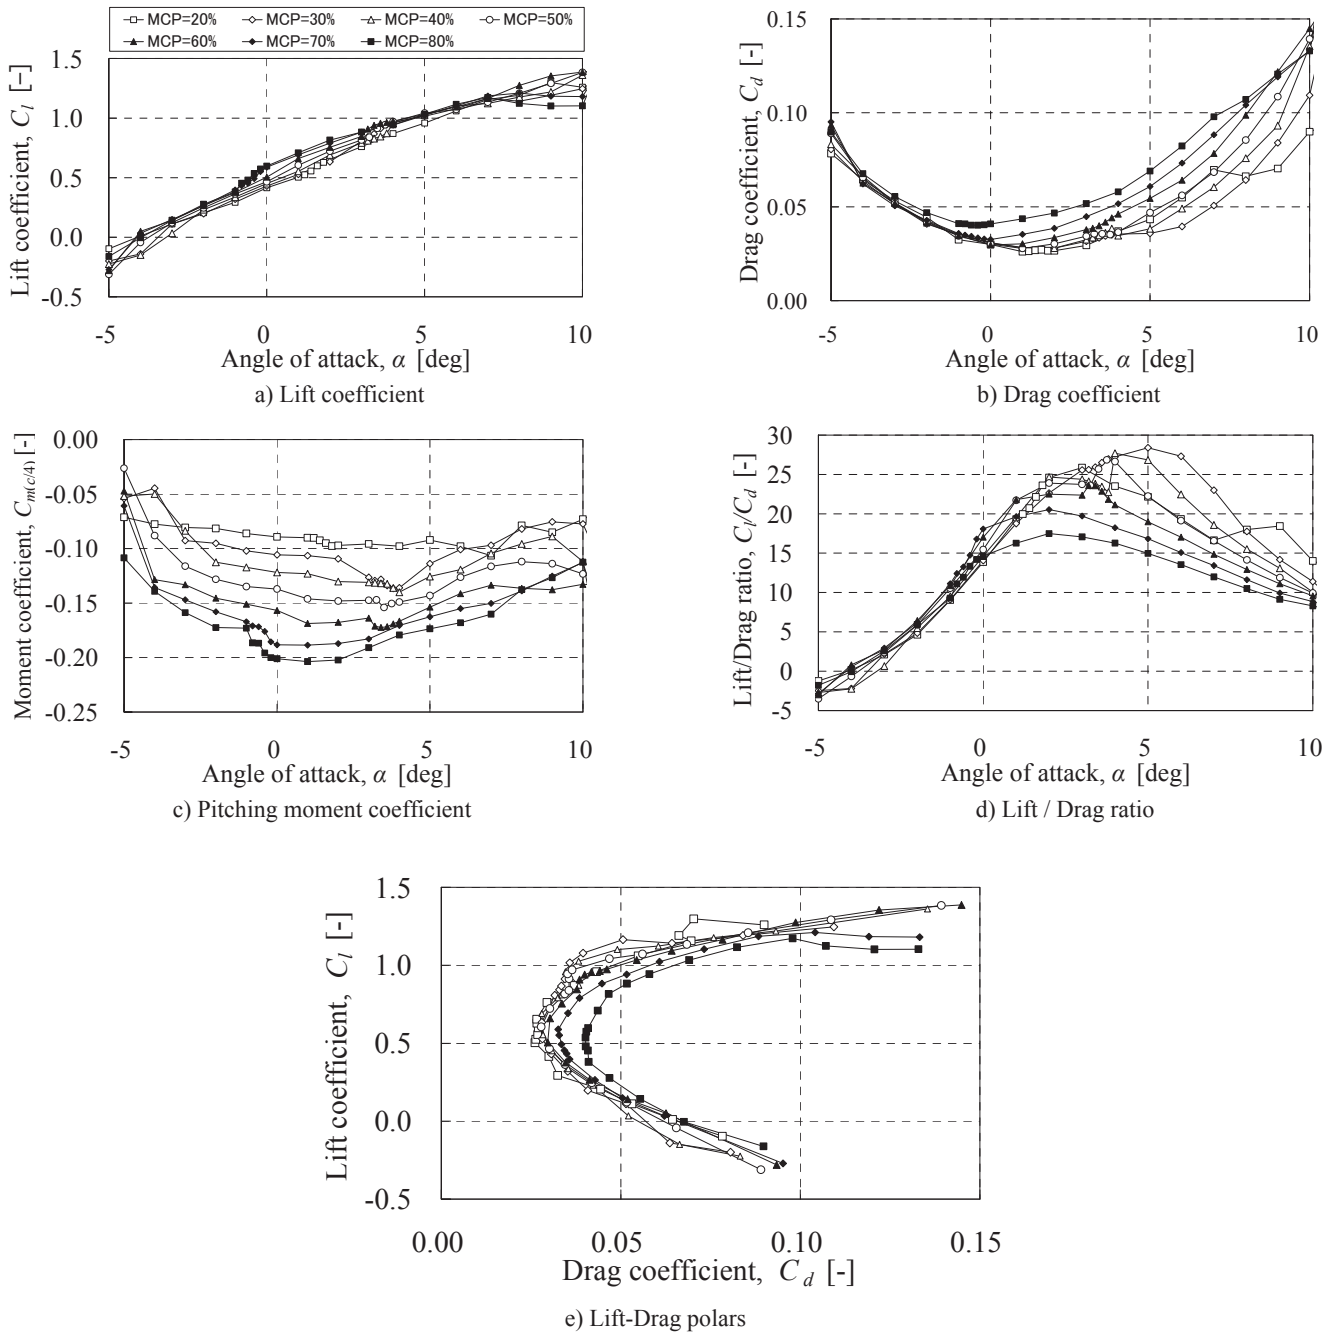 MCP=20% MCP=30% MCP=40% MCP=50%
MCP=60% MCP=70% MCP=80%
Lift coefficient, C_l [-]
1.5
1.0
0.5
0.0
-0.5
-5 0 5 10
Angle of attack, α [deg]
a) Lift coefficient
Drag coefficient, C_d [-]
0.15
0.10
0.05
0.00
-5 0 5 10
Angle of attack, α [deg]
b) Drag coefficient
Moment coefficient, C_m(c/4) [-]
0.00
-0.05
-0.10
-0.15
-0.20
-0.25
-5 0 5 10
Angle of attack, α [deg]
c) Pitching moment coefficient
Lift/Drag ratio, C_l/C_d [-]
30
25
20
15
10
5
0
-5
-5 0 5 10
Angle of attack, α [deg]
d) Lift / Drag ratio
Lift coefficient, C_l [-]
1.5
1.0
0.5
0.0
-0.5
0.00 0.05 0.10 0.15
Drag coefficient, C_d [-]
e) Lift-Drag polars